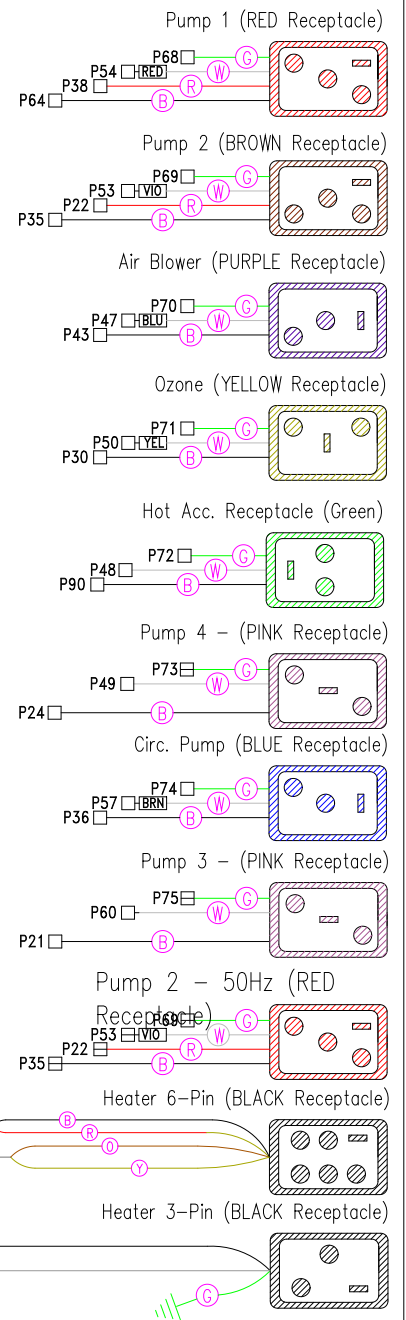 Pump 1 (RED Receptacle)
P68 G
P54 RED W
P38 R
P64 B
Pump 2 (BROWN Receptacle)
P69 G
P53 VIO W
P22 R
P35 B
Air Blower (PURPLE Receptacle)
P70 G
P47 BLU W
P43 B
Ozone (YELLOW Receptacle)
P71 G
P50 YEL W
P30 B
Hot Acc. Receptacle (Green)
P72 G
P48 W
P90 B
Pump 4 - (PINK Receptacle)
P73 G
P49 W
P24 B
Circ. Pump (BLUE Receptacle)
P74 G
P57 BRN W
P36 B
Pump 3 - (PINK Receptacle)
P75 G
P60 W
P21 B
Pump 2 - 50Hz (RED
Receptacle)
P69 G
P53 VIO W
P22 R
P35 B
Heater 6-Pin (BLACK Receptacle)
B
R
O
Y
Heater 3-Pin (BLACK Receptacle)
G